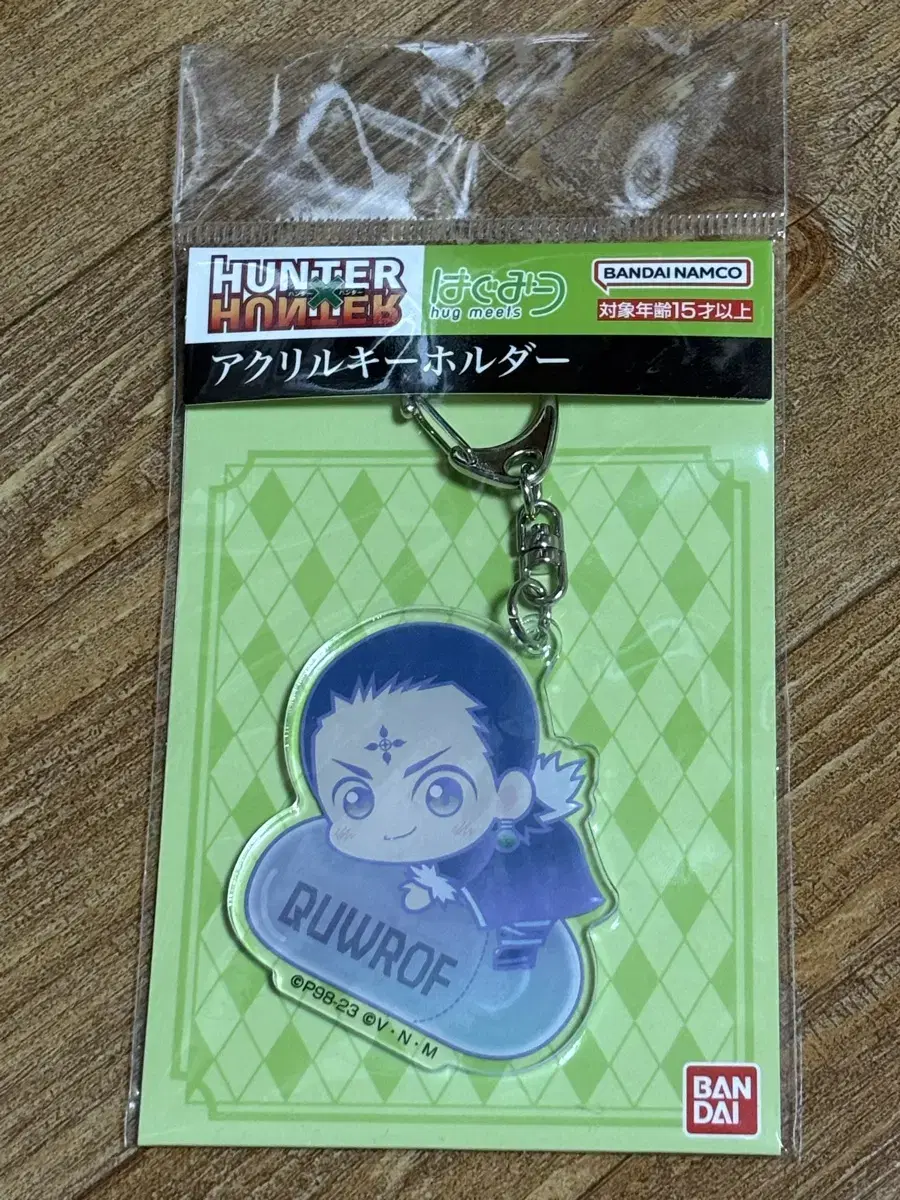 HUNTER
×
ハンター ハンター
HUNTER
はぐみつ
hug meets
BANDAI NAMCO
対象年齢15才以上
アクリルキーホルダー
QUWROF
©P98-23 ©V・N・M
BAN
DAI